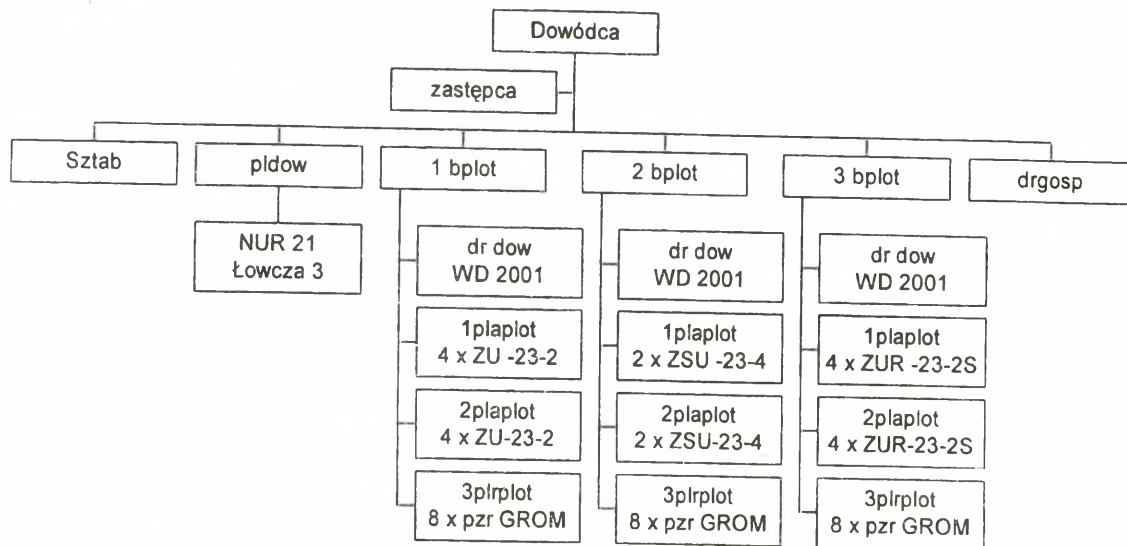 Dowódca
zastępca
Sztab
pldow
1 bplot
2 bplot
3 bplot
drgosp
NUR 21
Łowcza 3
dr dow
WD 2001
1plaplot
4 x ZU -23-2
2plaplot
4 x ZU-23-2
3plrplot
8 x pzr GROM
dr dow
WD 2001
1plaplot
2 x ZSU -23-4
2plaplot
2 x ZSU-23-4
3plrplot
8 x pzr GROM
dr dow
WD 2001
1plaplot
4 x ZUR -23-2S
2plaplot
4 x ZUR-23-2S
3plrplot
8 x pzr GROM